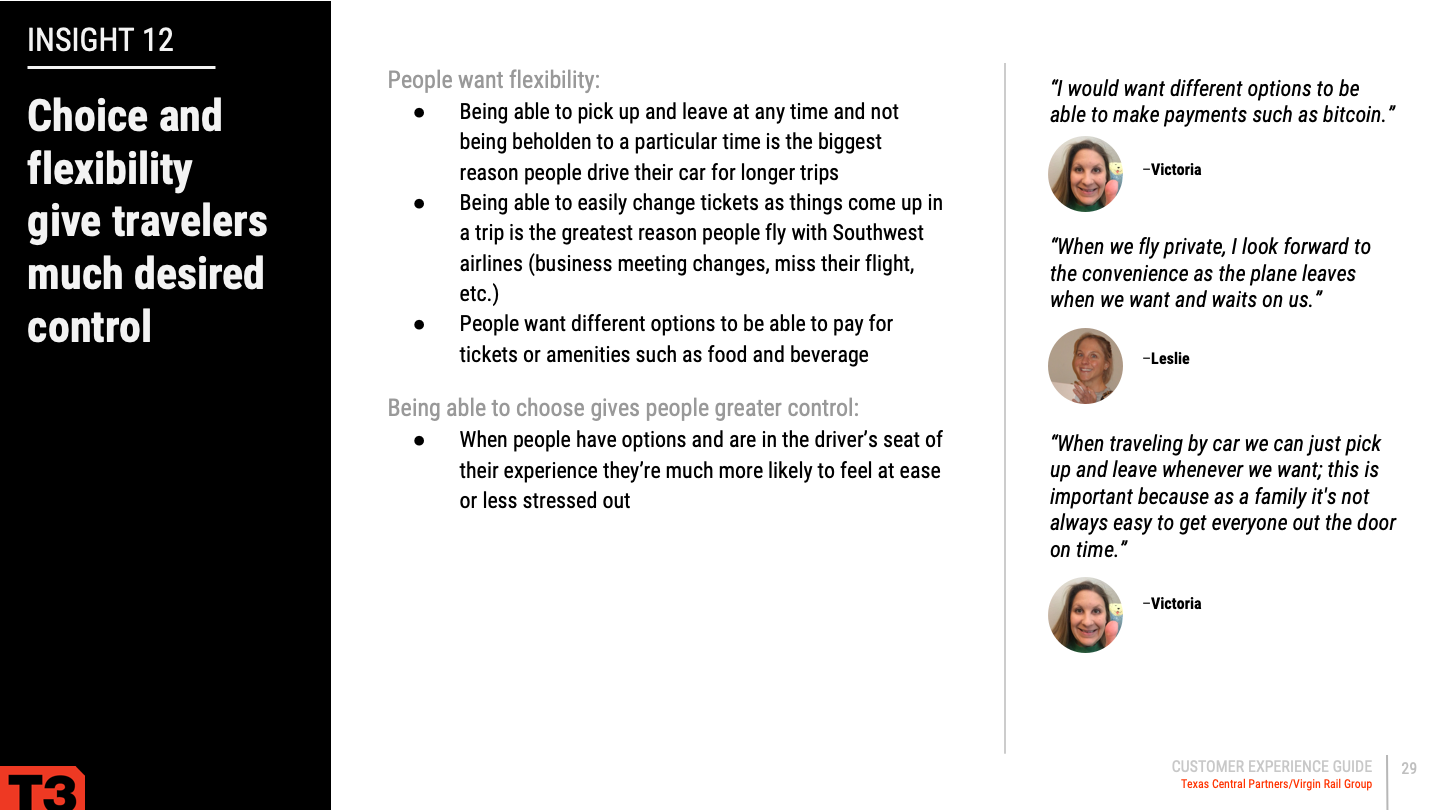 INSIGHT 12
Choice and
flexibility
give travelers
much desired
control
People want flexibility:
● Being able to pick up and leave at any time and not
being beholden to a particular time is the biggest
reason people drive their car for longer trips
● Being able to easily change tickets as things come up in
a trip is the greatest reason people fly with Southwest
airlines (business meeting changes, miss their flight,
etc.)
● People want different options to be able to pay for
tickets or amenities such as food and beverage
Being able to choose gives people greater control:
● When people have options and are in the driver’s seat of
their experience they’re much more likely to feel at ease
or less stressed out
“I would want different options to be
able to make payments such as bitcoin.”
–Victoria
“When we fly private, I look forward to
the convenience as the plane leaves
when we want and waits on us.”
–Leslie
“When traveling by car we can just pick
up and leave whenever we want; this is
important because as a family it's not
always easy to get everyone out the door
on time.”
–Victoria
T3
CUSTOMER EXPERIENCE GUIDE
Texas Central Partners/Virgin Rail Group
29